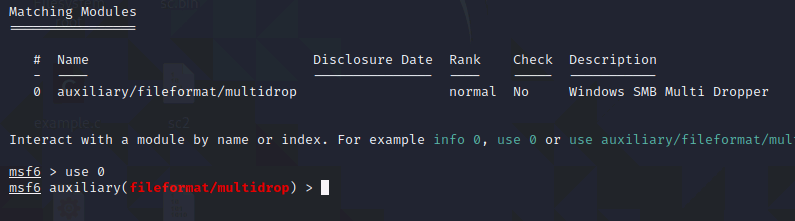 Matching Modules
================
# Name Disclosure Date Rank Check Description
- ---- --------------- ---- ----- -----------
0 auxiliary/fileformat/multidrop normal No Windows SMB Multi Dropper
Interact with a module by name or index. For example info 0, use 0 or use auxiliary/fileformat/mul
msf6 > use 0
msf6 auxiliary(fileformat/multidrop) >